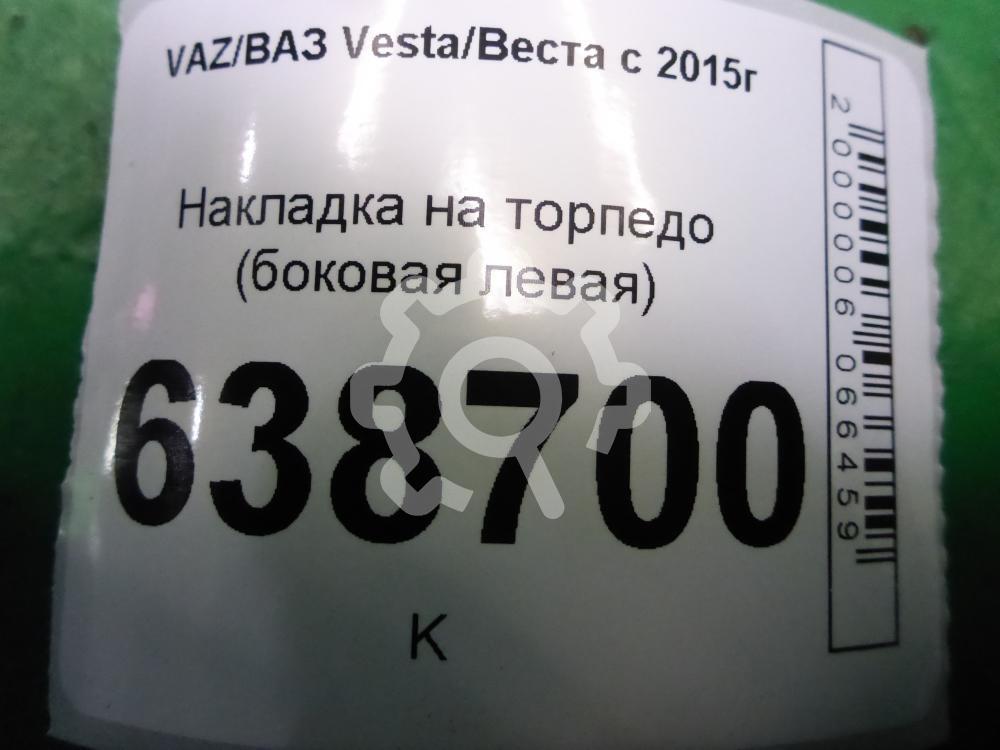 VAZ/ВАЗ Vesta/Веста с 2015г
Накладка на торпедо
(боковая левая)
638700
К
2000006066459